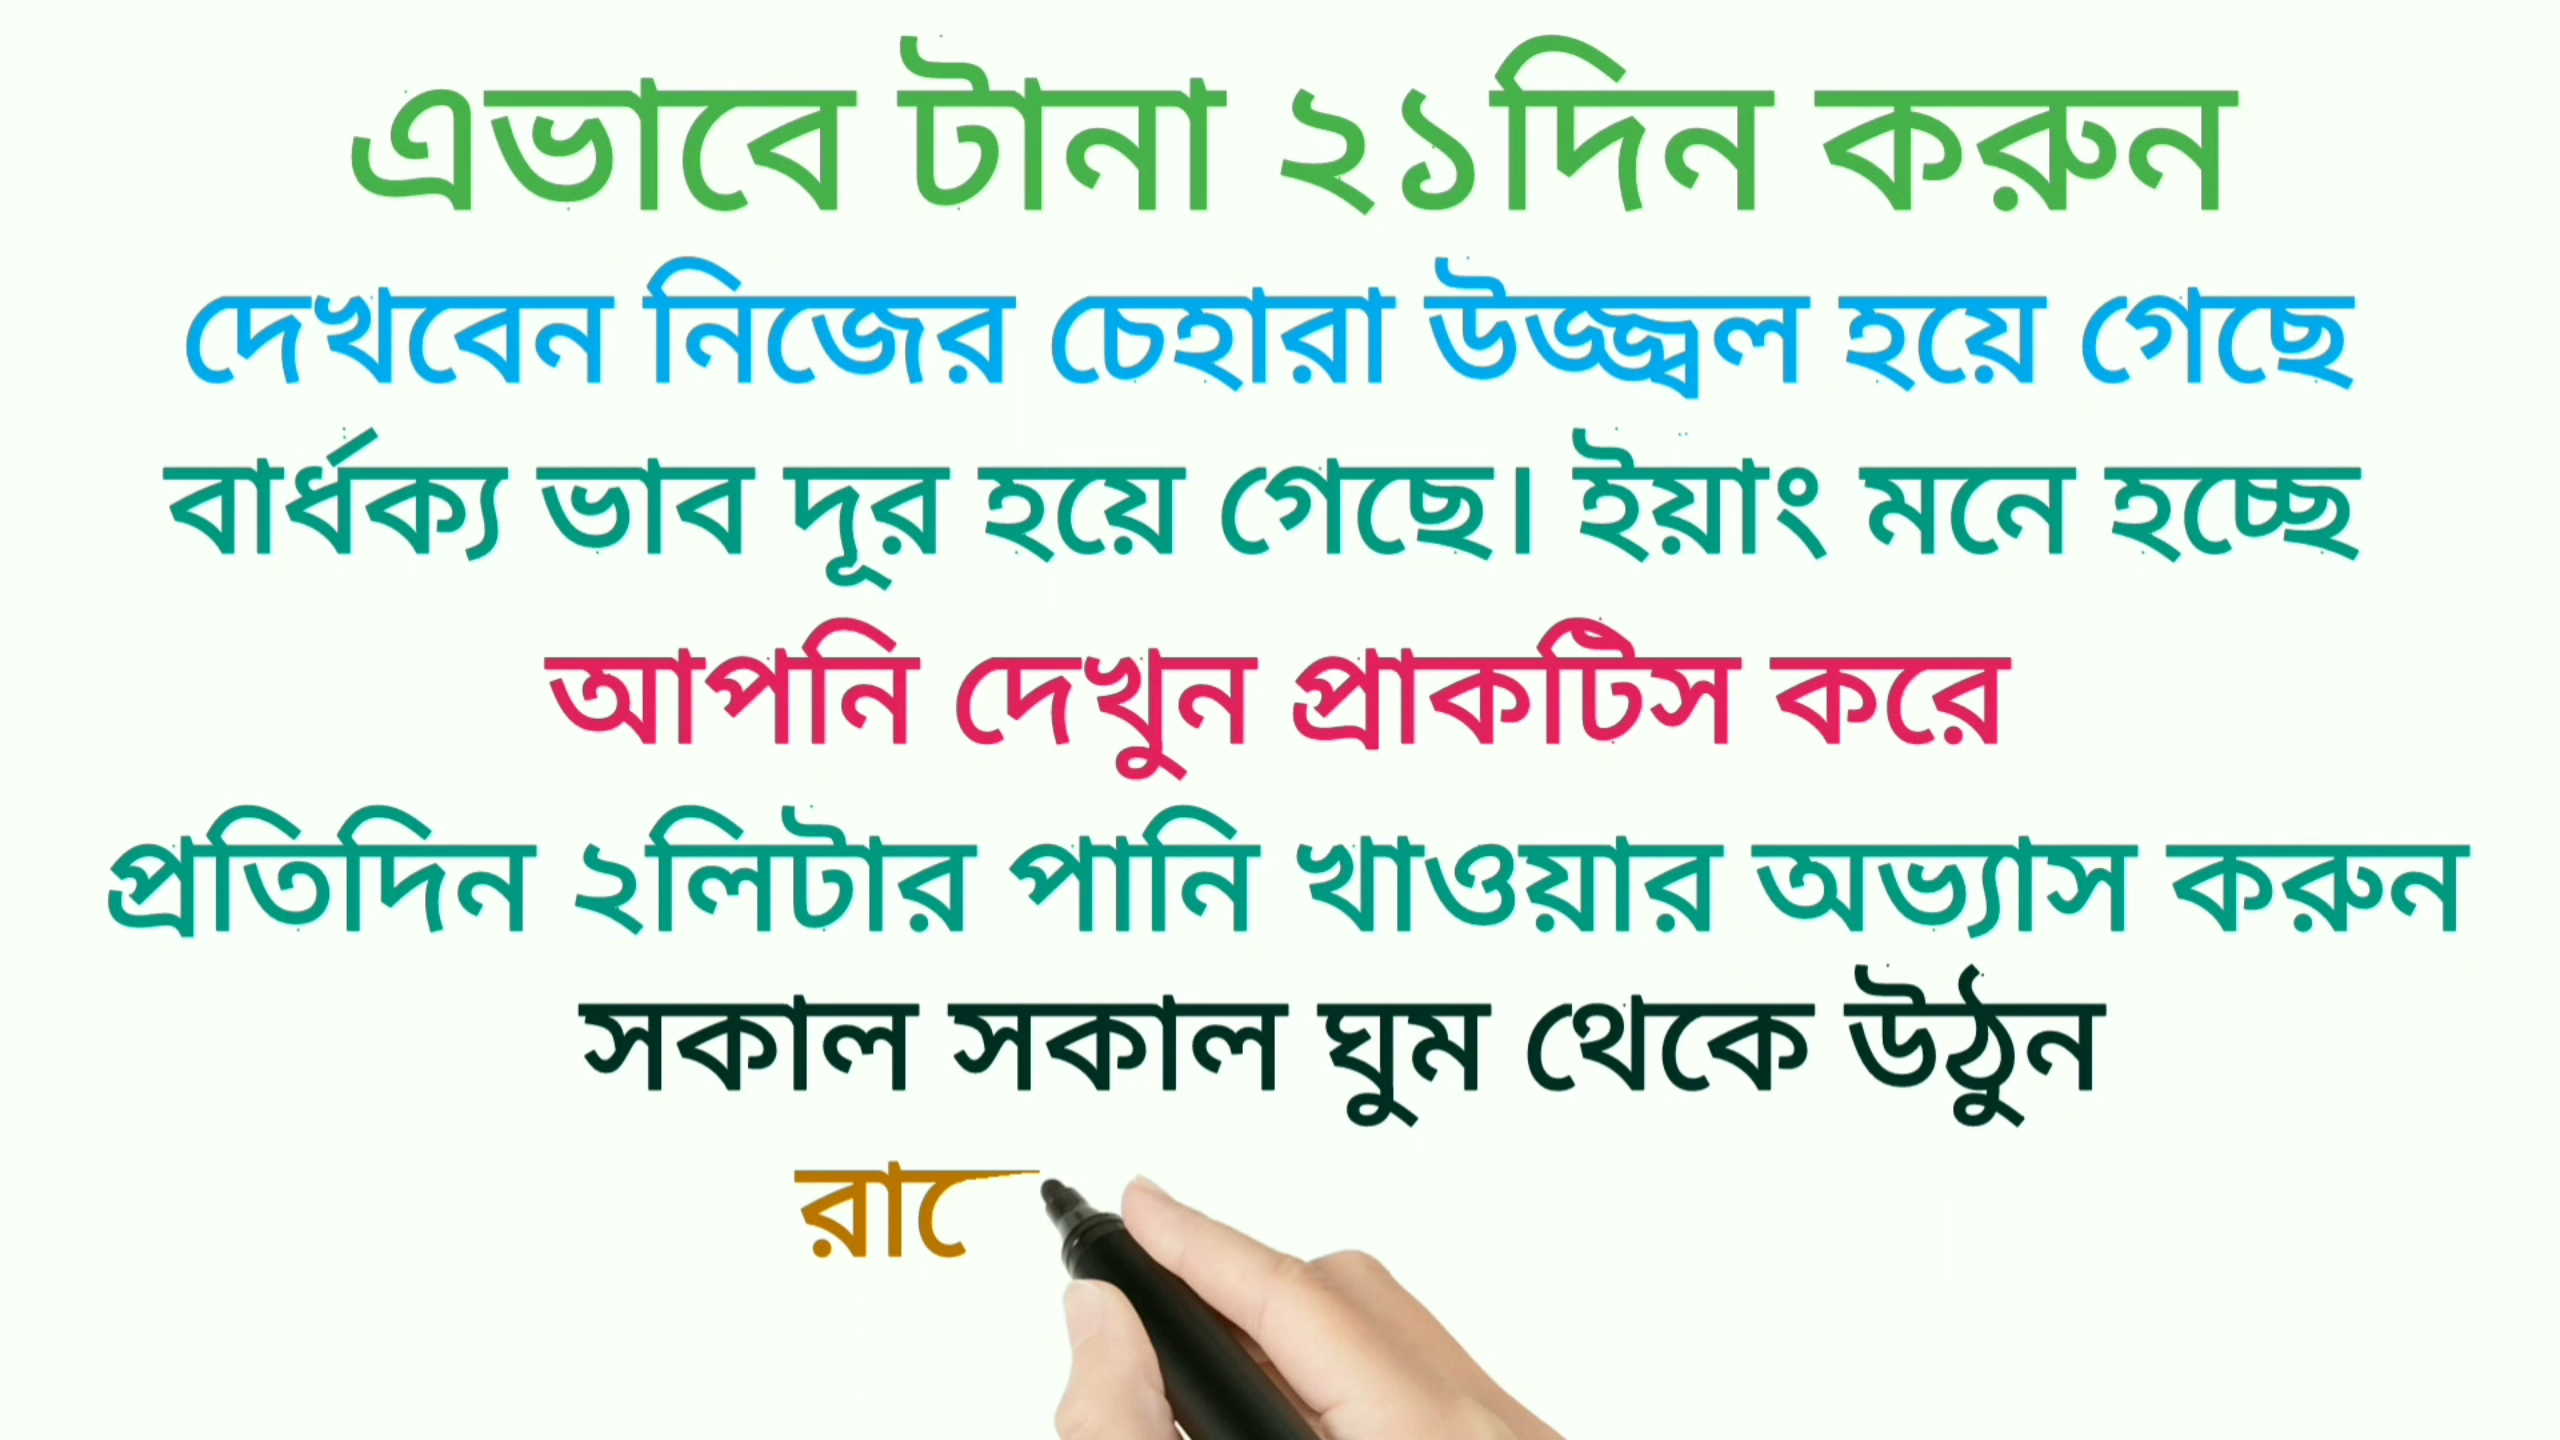 এভাবে টানা ২১দিন করুন
দেখবেন নিজের চেহারা উজ্জ্বল হয়ে গেছে
বার্ধক্য ভাব দূর হয়ে গেছে। ইয়াং মনে হচ্ছে
আপনি দেখুন প্রাকটিস করে
প্রতিদিন ২লিটার পানি খাওয়ার অভ্যাস করুন
সকাল সকাল ঘুম থেকে উঠুন